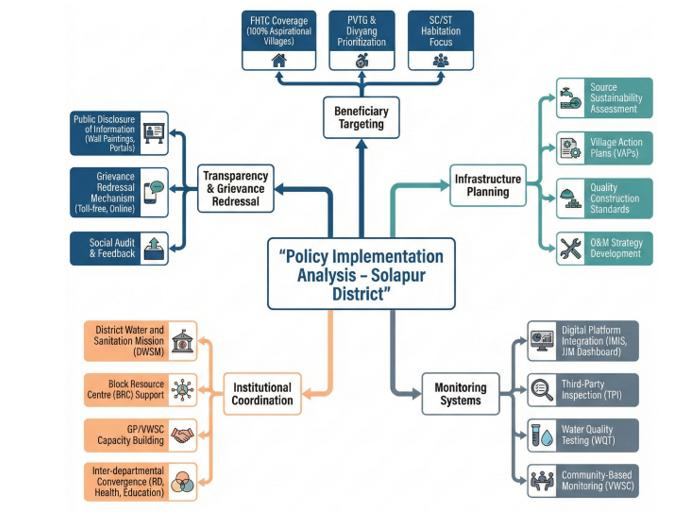 FHTC Coverage
(100% Aspirational
Villages)
PVTG &
Divyang
Prioritization
SC/ST
Habitation
Focus
Beneficiary
Targeting
Public Disclosure
of Information
(Wall Paintings,
Portals)
Grievance
Redressal
Mechanism
(Toll-free, Online)
Social Audit
& Feedback
Transparency
& Grievance
Redressal
Infrastructure
Planning
Source
Sustainability
Assessment
Village Action
Plans (VAPs)
Quality
Construction
Standards
O&M Strategy
Development
“Policy Implementation
Analysis – Solapur
District”
District Water and
Sanitation Mission
(DWSM)
Block Resource
Centre (BRC) Support
GP/VWSC
Capacity Building
Inter-departmental
Convergence (RD,
Health, Education)
Institutional
Coordination
Monitoring
Systems
Digital Platform
Integration (IMIS,
JJM Dashboard)
Third-Party
Inspection (TPI)
Water Quality
Testing (WQT)
Community-Based
Monitoring (VWSC)